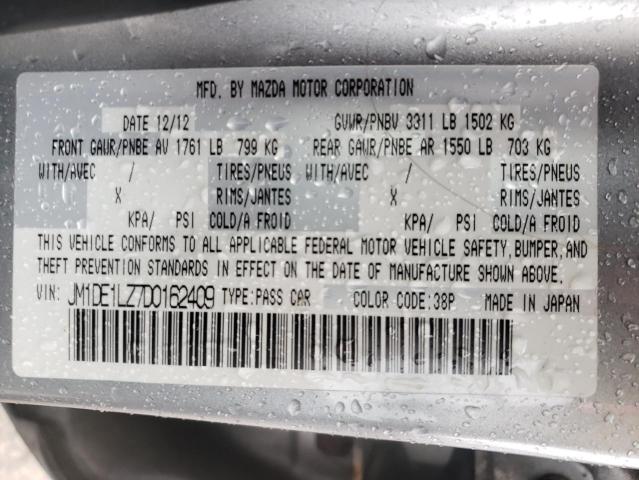 MFD. BY MAZDA MOTOR CORPORATION
DATE 12/12 GVWR/PNBV 3311 LB 1502 KG
FRONT GAWR/PNBE AV 1761 LB 799 KG REAR GAWR/PNBE AR 1550 LB 703 KG
WITH/AVEC / TIRES/PNEUS WITH/AVEC / TIRES/PNEUS
X RIMS/JANTES X RIMS/JANTES
KPA/ PSI COLD/A FROID KPA/ PSI COLD/A FROID
THIS VEHICLE CONFORMS TO ALL APPLICABLE FEDERAL MOTOR VEHICLE SAFETY, BUMPER, AND
THEFT PREVENTION STANDARDS IN EFFECT ON THE DATE OF MANUFACTURE SHOWN ABOVE.
VIN: JM1DE1LZ7D0162409 TYPE:PASS CAR COLOR CODE:38P MADE IN JAPAN